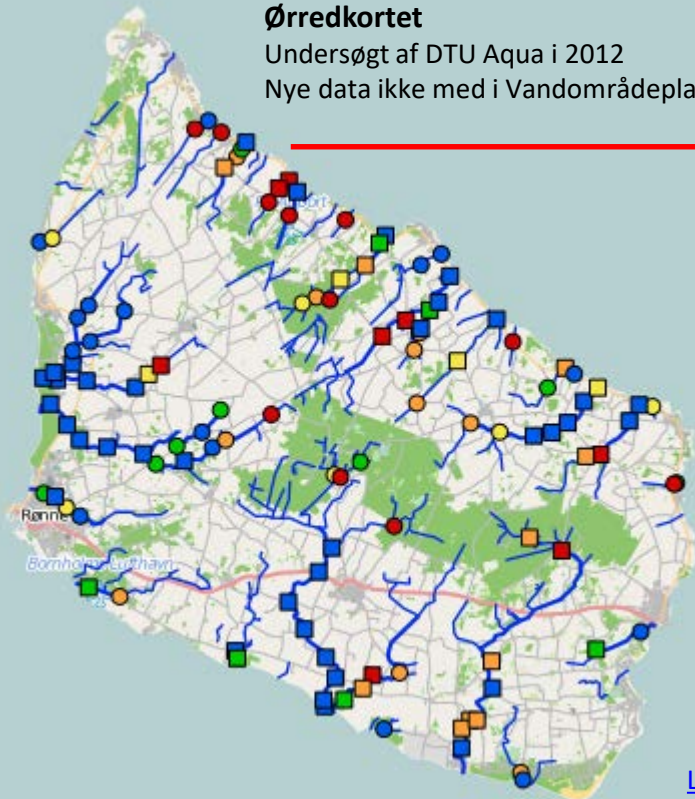 Ørredkortet
Undersøgt af DTU Aqua i 2012
Nye data ikke med i Vandområdepla
Rønne
Bornholms Lufthavn
L